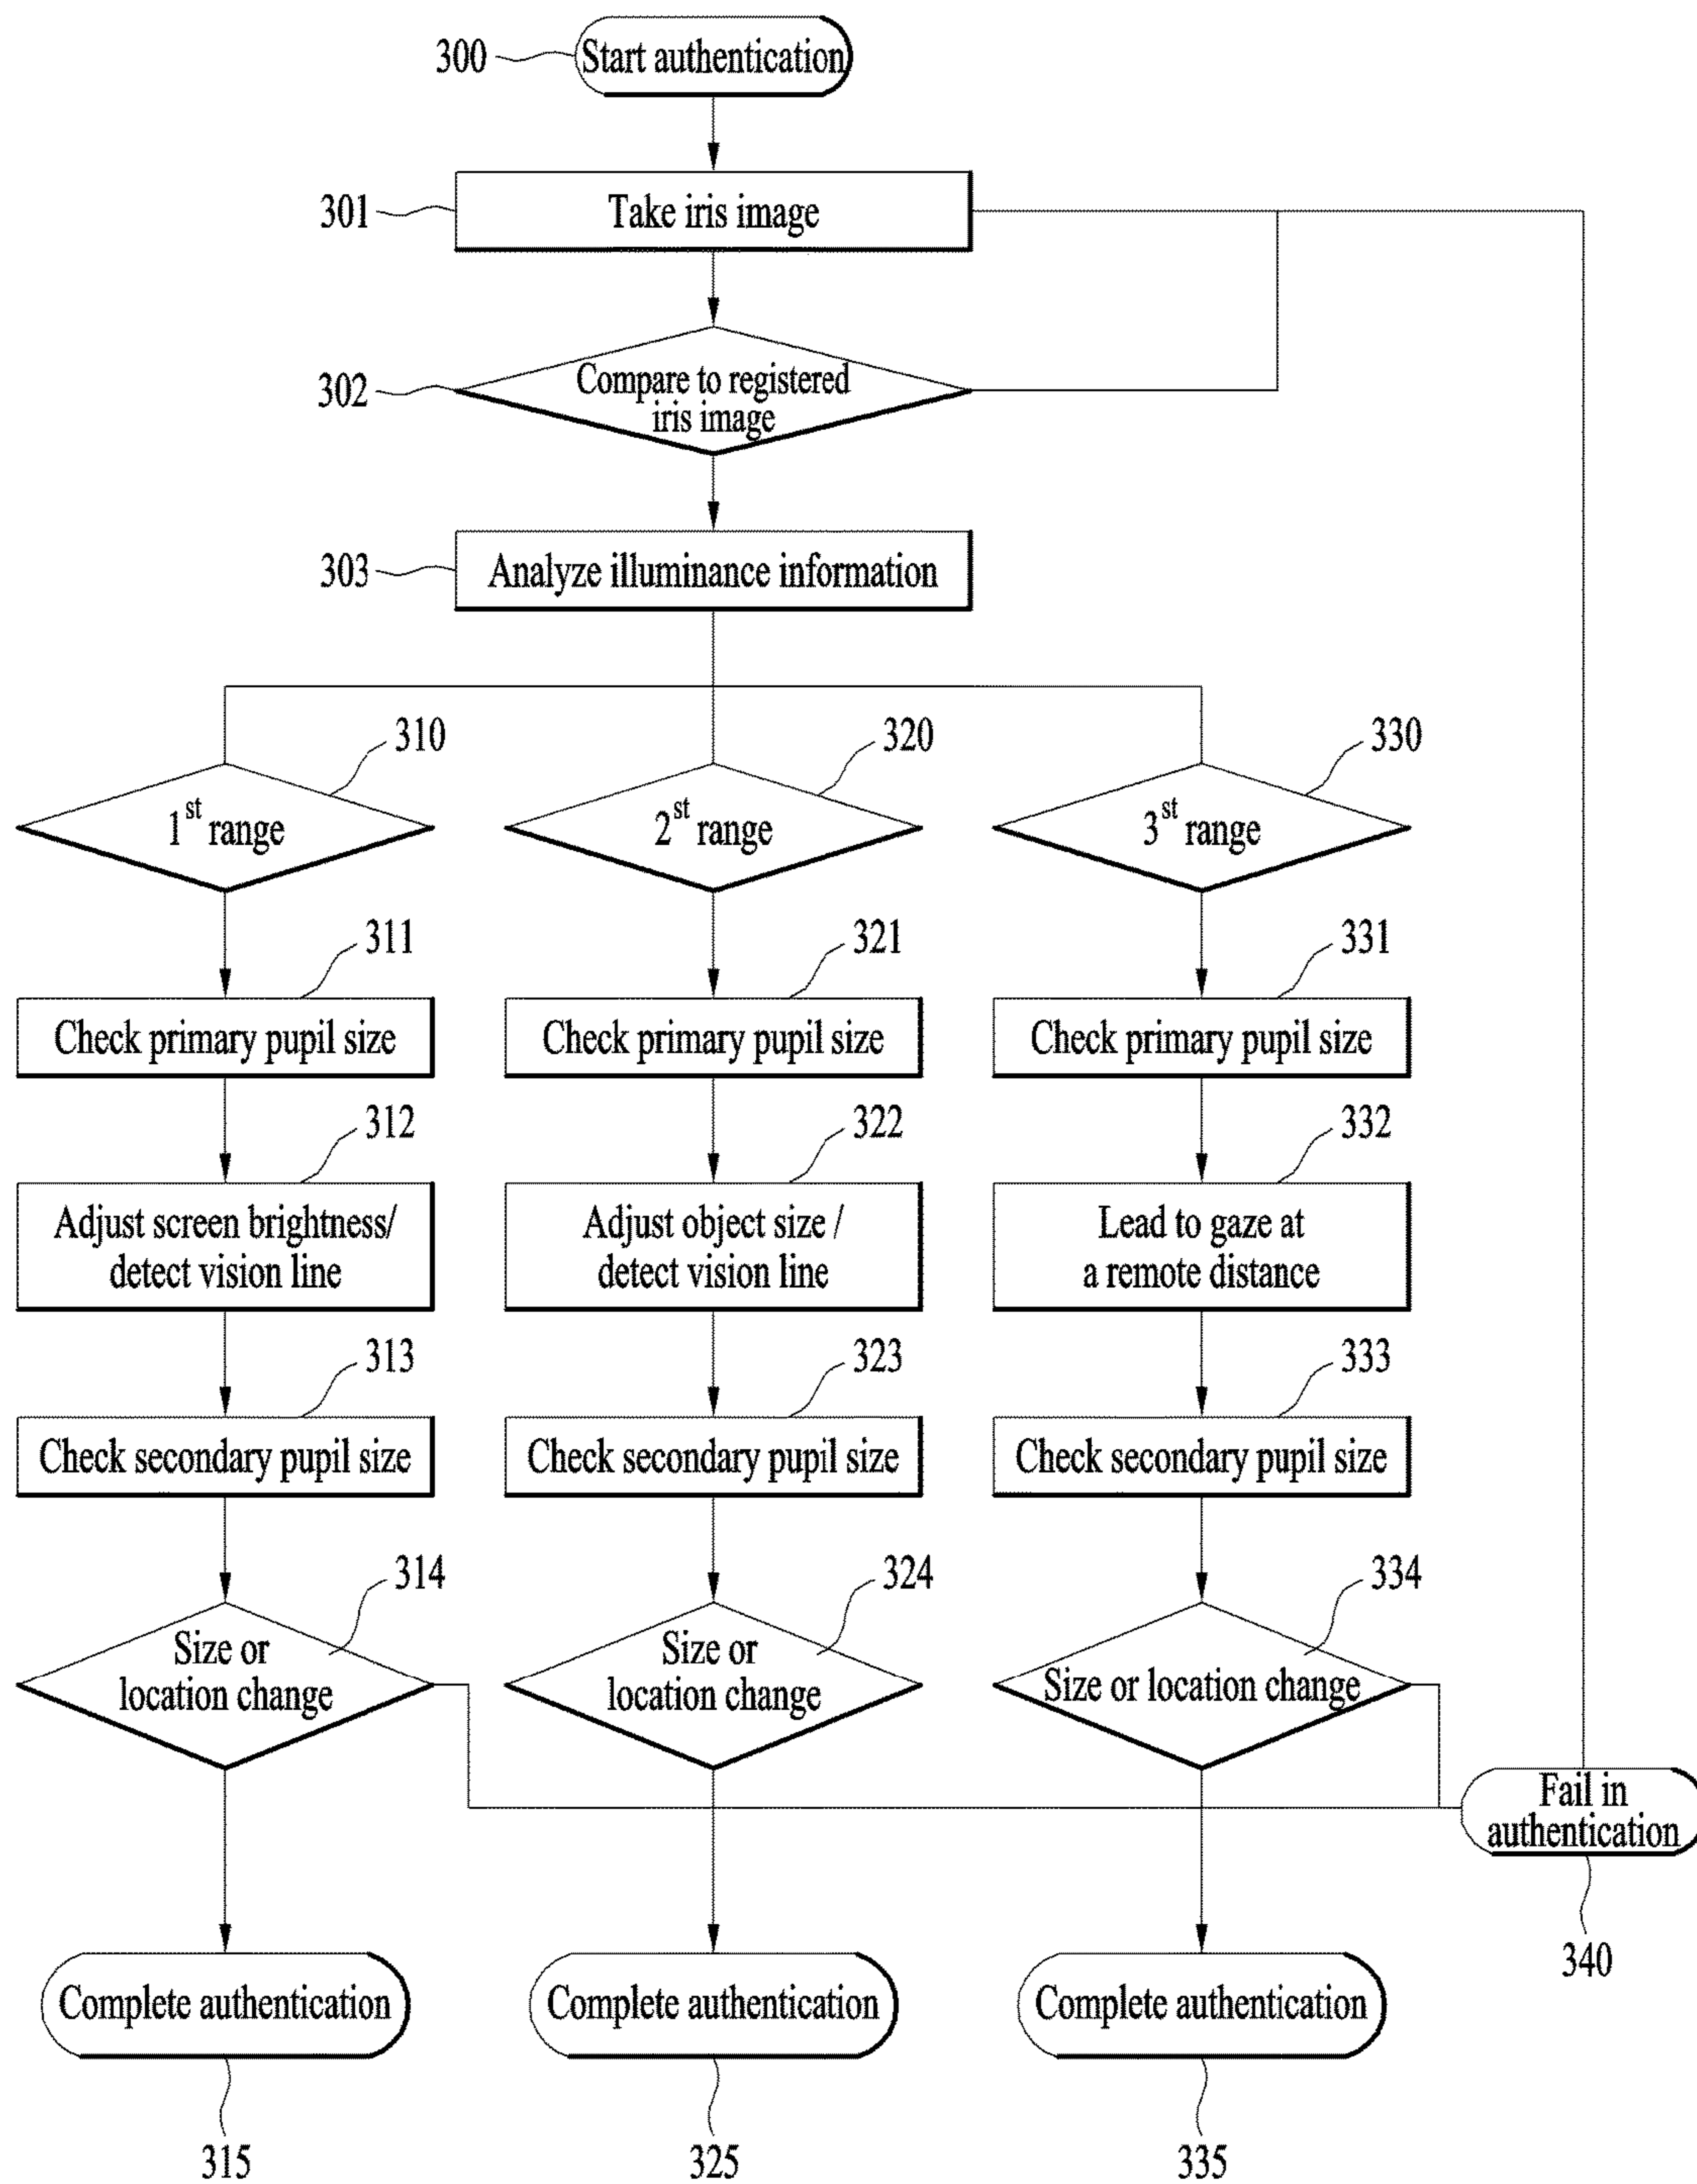 300
Start authentication
301
Take iris image
302
Compare to registered
iris image
303
Analyze illuminance information
310
320
330
1st range
2st range
3st range
311
321
331
Check primary pupil size
Check primary pupil size
Check primary pupil size
312
322
332
Adjust screen brightness/
detect vision line
Adjust object size /
detect vision line
Lead to gaze at
a remote distance
313
323
333
Check secondary pupil size
Check secondary pupil size
Check secondary pupil size
314
324
334
Size or
location change
Size or
location change
Size or location change
Fail in
authentication
340
Complete authentication
Complete authentication
Complete authentication
315
325
335